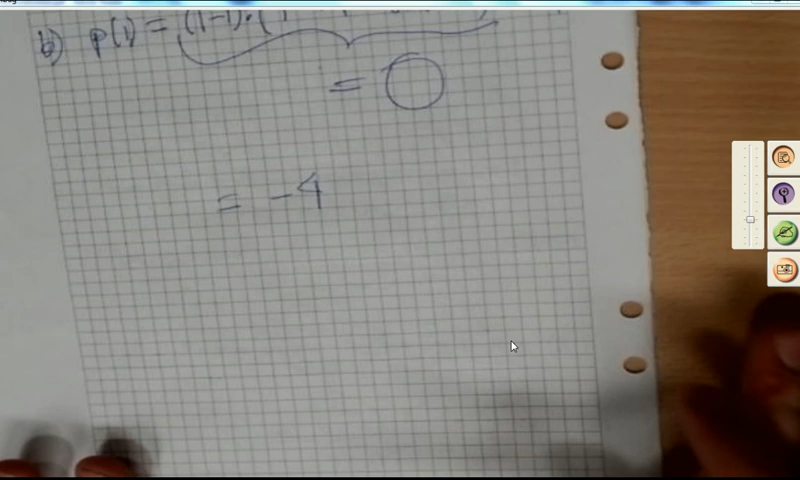 b) p(1) = (1-1)·(
= 0
= -4